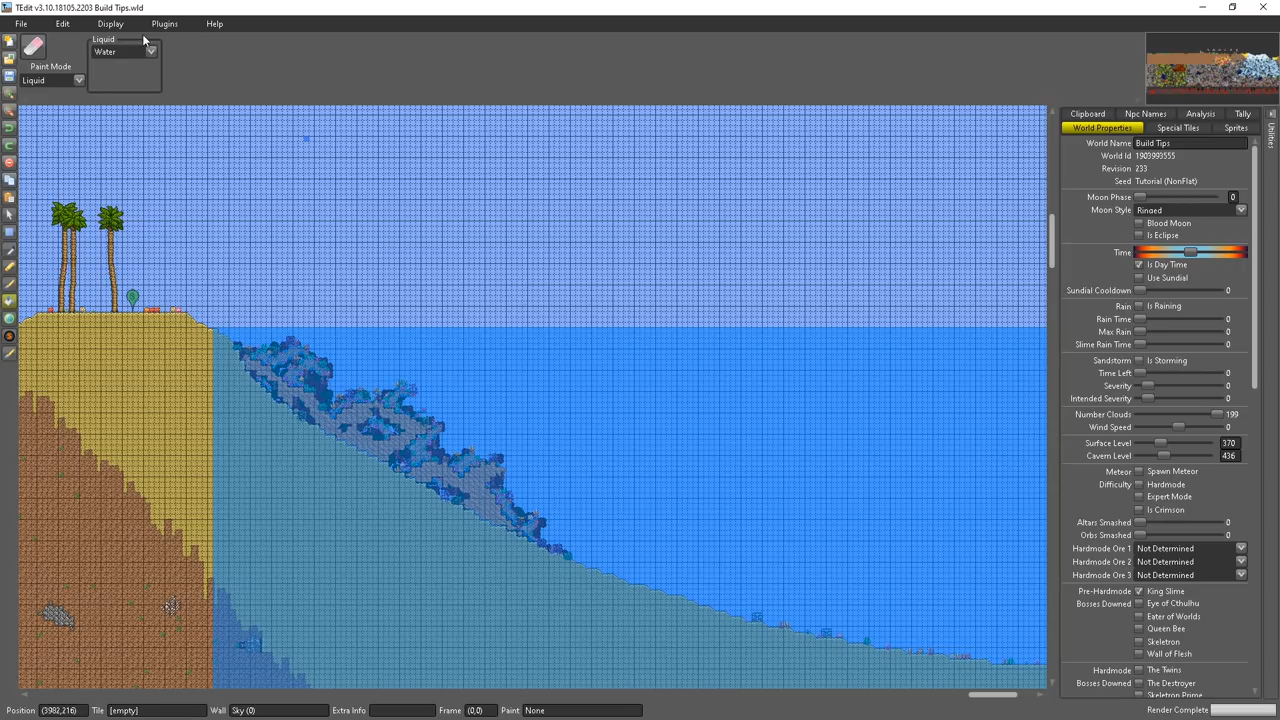 TEdit v3.10.18105.2203 Build Tips.wld
File Edit Display Plugins Help
Liquid
Water
Paint Mode
Liquid
Clipboard Npc Names Analysis Tally
World Properties Special Tiles Sprites
Utilities
World Name Build Tips
World Id 1903993555
Revision 233
Seed Tutorial (NonFlat)
Moon Phase 0
Moon Style Ringed
Blood Moon
Is Eclipse
Time
Is Day Time
Use Sundial
Sundial Cooldown 0
Rain Is Raining
Rain Time 0
Max Rain 0
Slime Rain Time 0
Sandstorm Is Storming
Time Left 0
Severity 0
Intended Severity 0
Number Clouds 199
Wind Speed 0
Surface Level 370
Cavern Level 436
Meteor Spawn Meteor
Difficulty Hardmode
Expert Mode
Is Crimson
Altars Smashed 0
Orbs Smashed 0
Hardmode Ore 1 Not Determined
Hardmode Ore 2 Not Determined
Hardmode Ore 3 Not Determined
Pre-Hardmode King Slime
Bosses Downed Eye of Cthulhu
Eater of Worlds
Queen Bee
Skeletron
Wall of Flesh
Hardmode The Twins
Bosses Downed The Destroyer
Skeletron Prime
Position (3982,216) Tile [empty] Wall Sky (0) Extra Info Frame (0,0) Paint None Render Complete